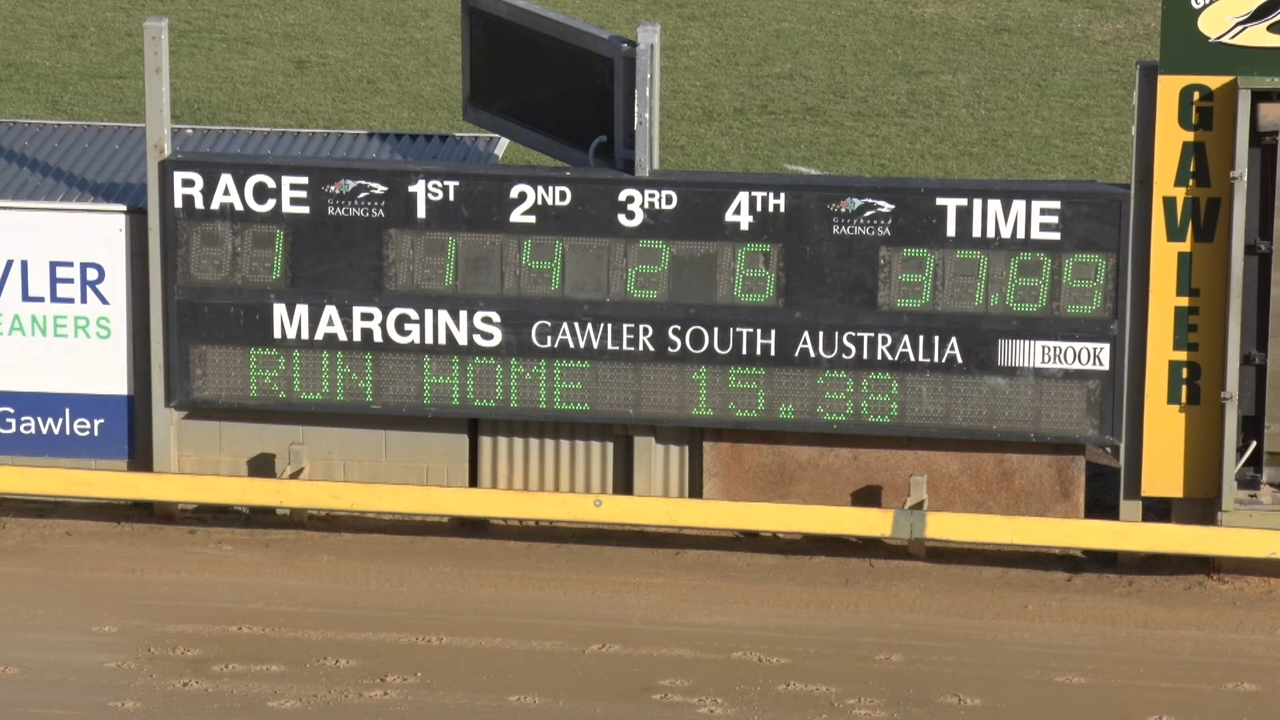 RACE Greyhound RACING SA 1ST 2ND 3RD 4TH Greyhound RACING SA TIME
1 1 4 2 6 37.89
MARGINS GAWLER SOUTH AUSTRALIA BROOK
RUN HOME 15.38
WLER
EANERS
Gawler
GAWLER